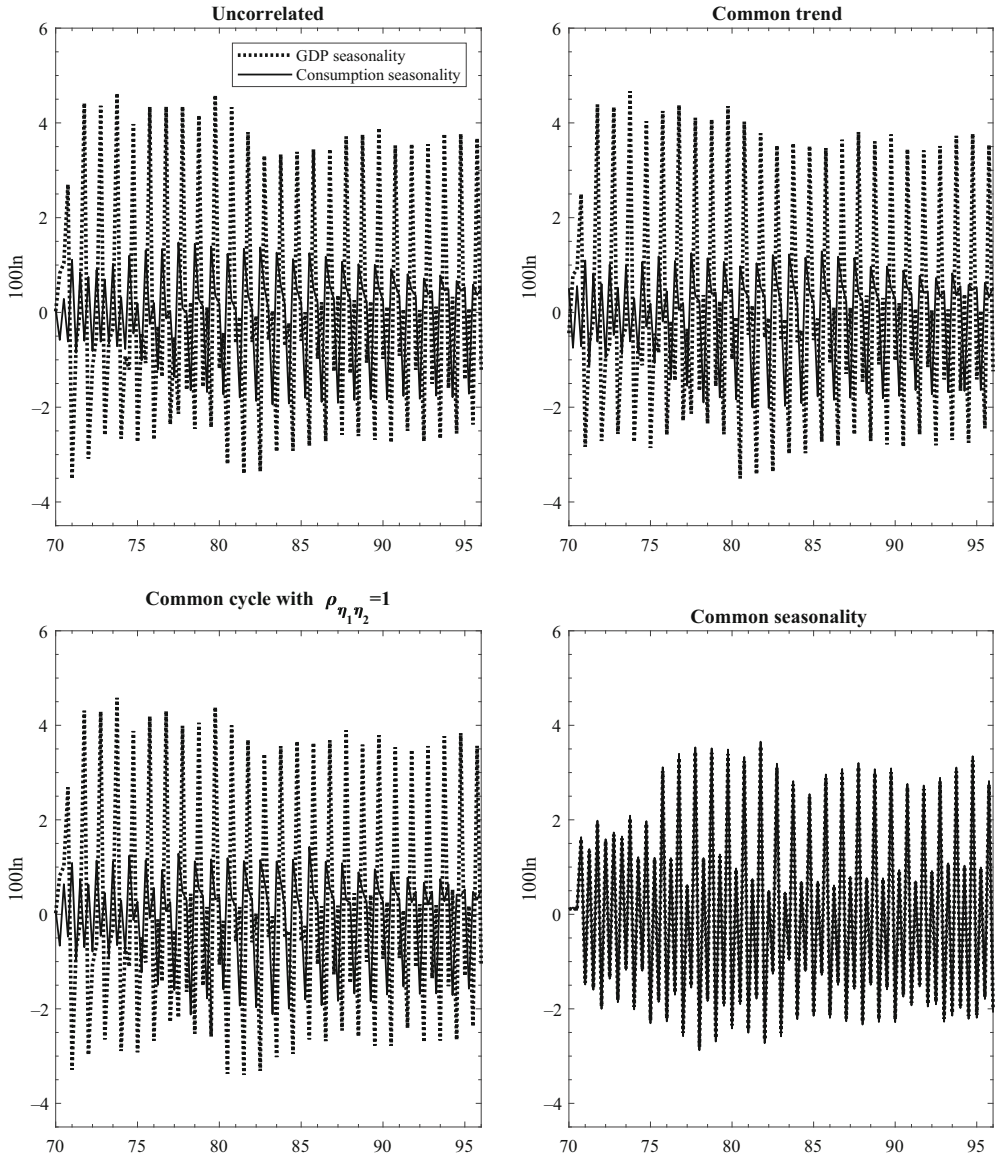 Uncorrelated
6
4
2
0
−2
−4
100ln
GDP seasonality
Consumption seasonality
70 75 80 85 90 95
Common trend
6
4
2
0
−2
−4
100ln
70 75 80 85 90 95
Common cycle with ρη₁η₂=1
6
4
2
0
−2
−4
100ln
70 75 80 85 90 95
Common seasonality
6
4
2
0
−2
−4
100ln
70 75 80 85 90 95